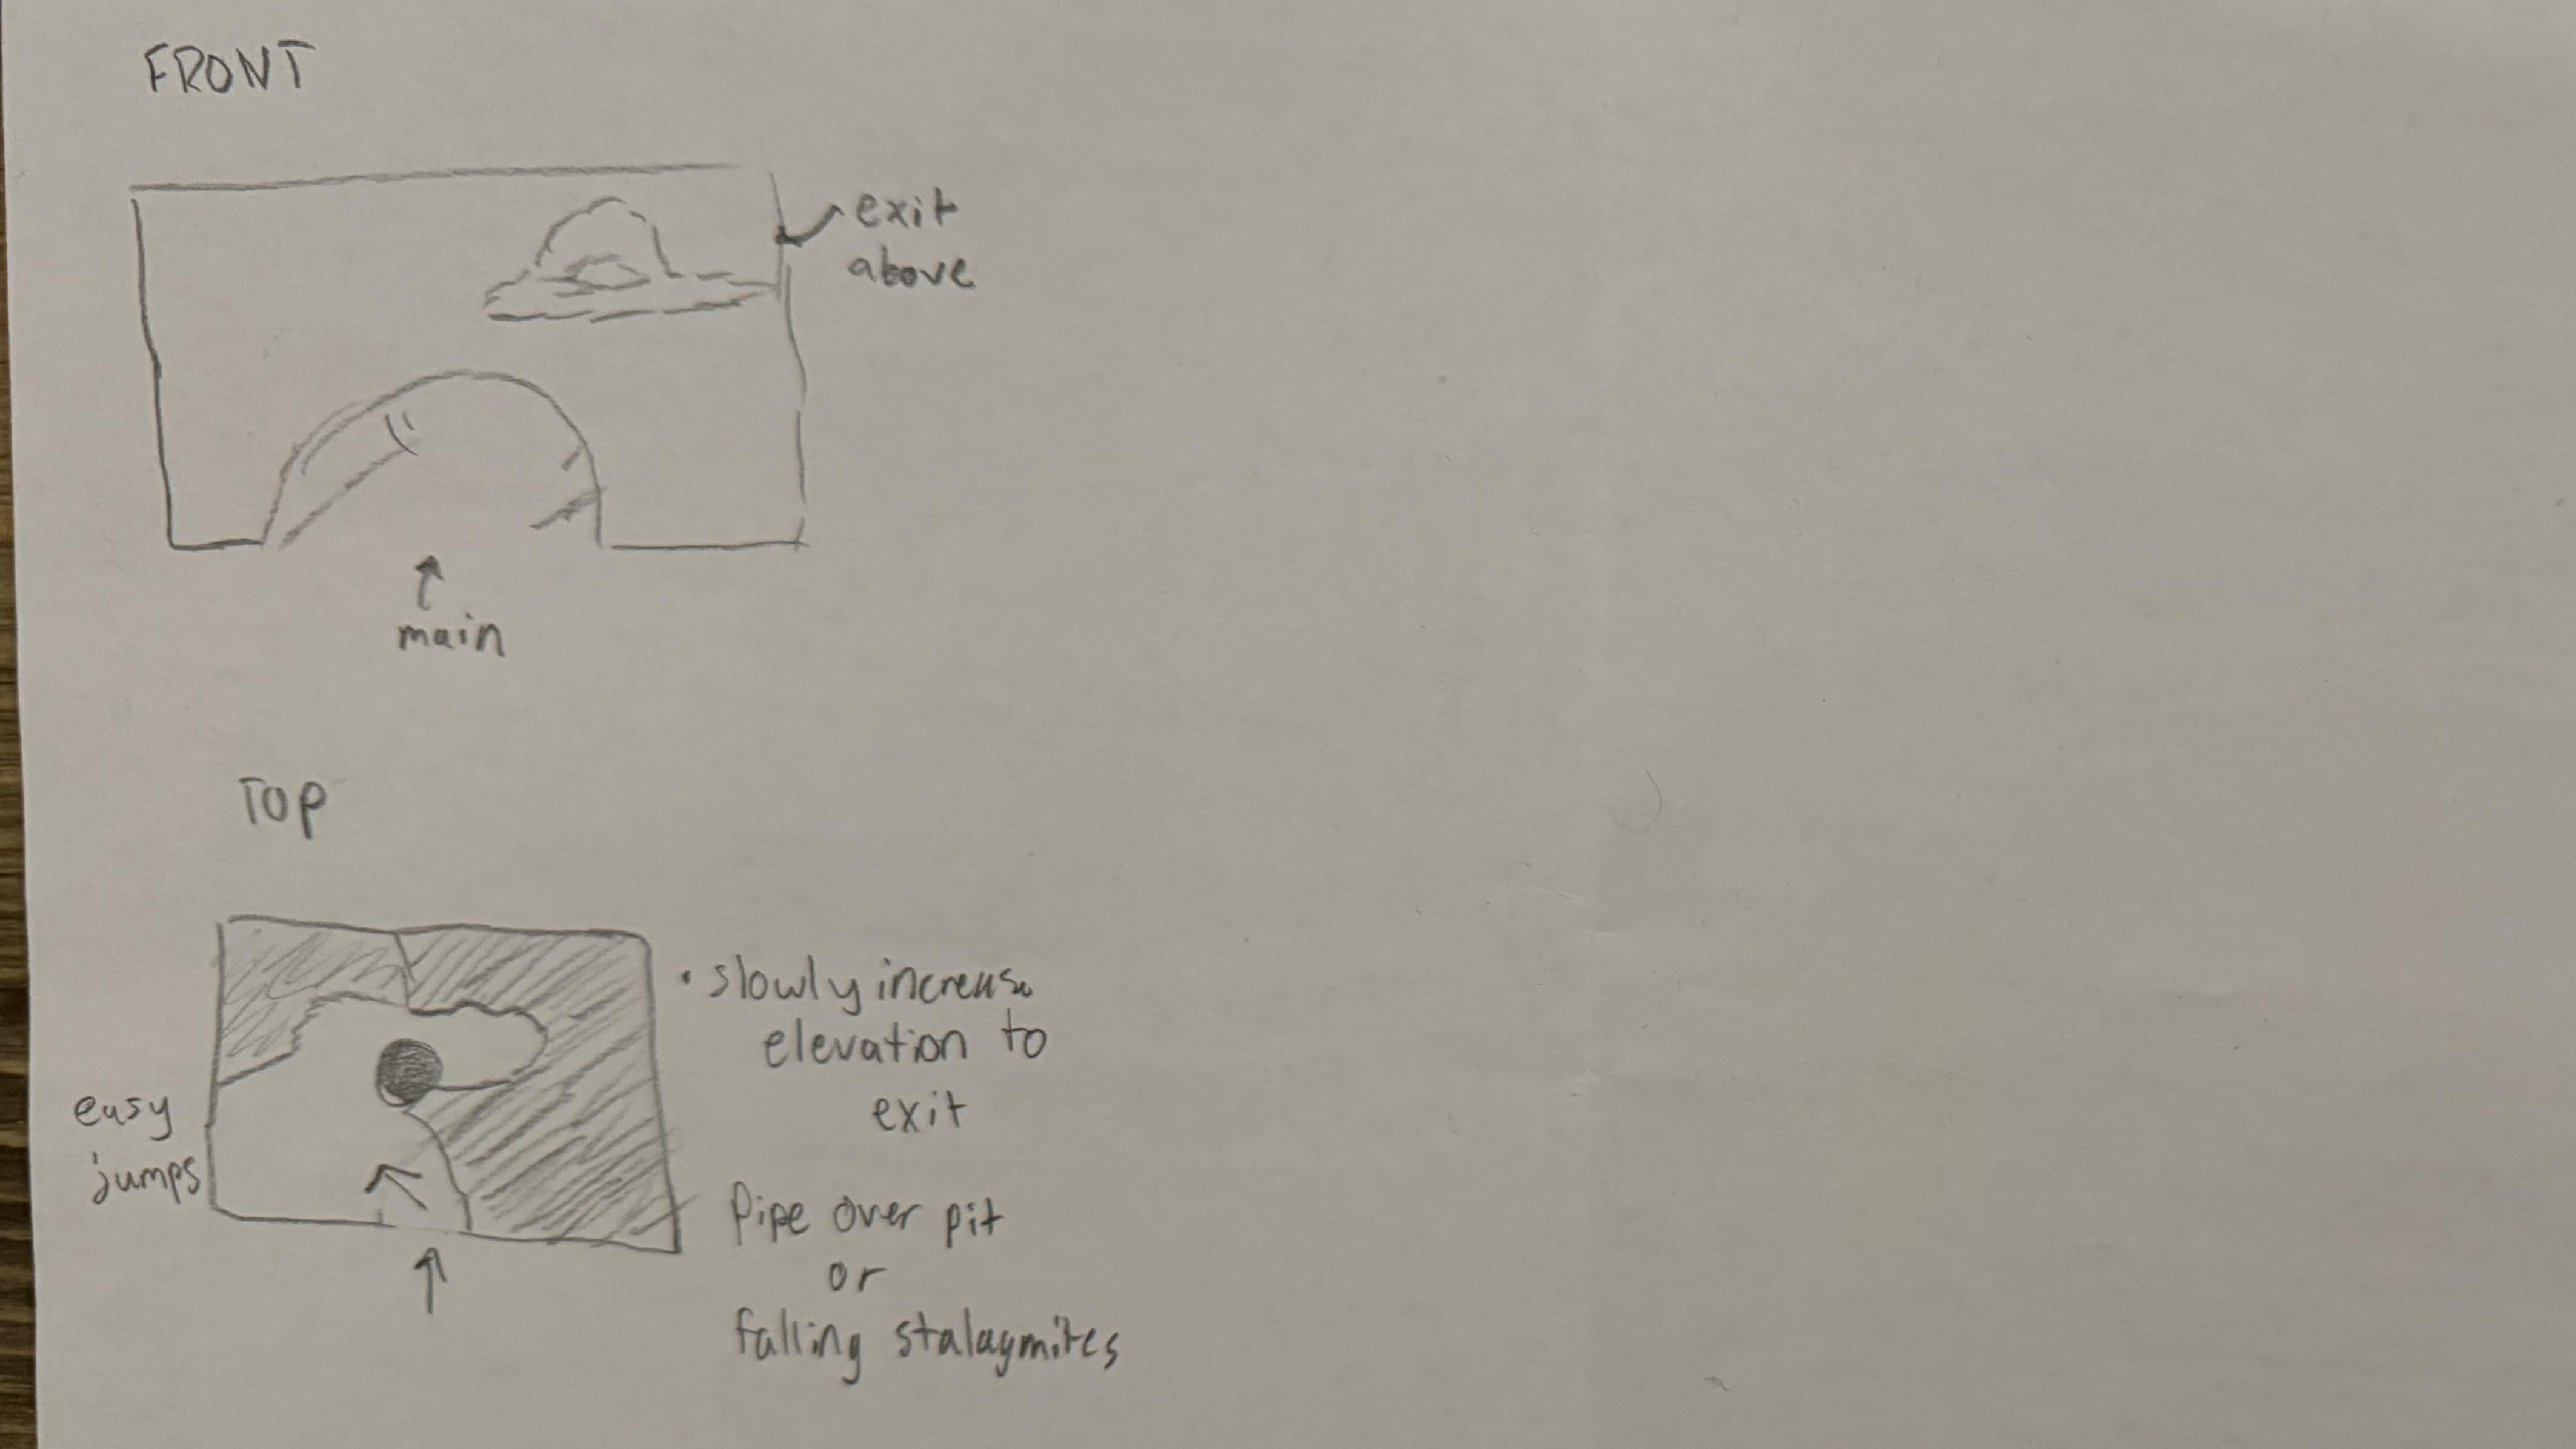 FRONT
exit
above
main
TOP
• slowly increase
elevation to
exit
easy
jumps
Pipe over pit
or
falling stalaymites